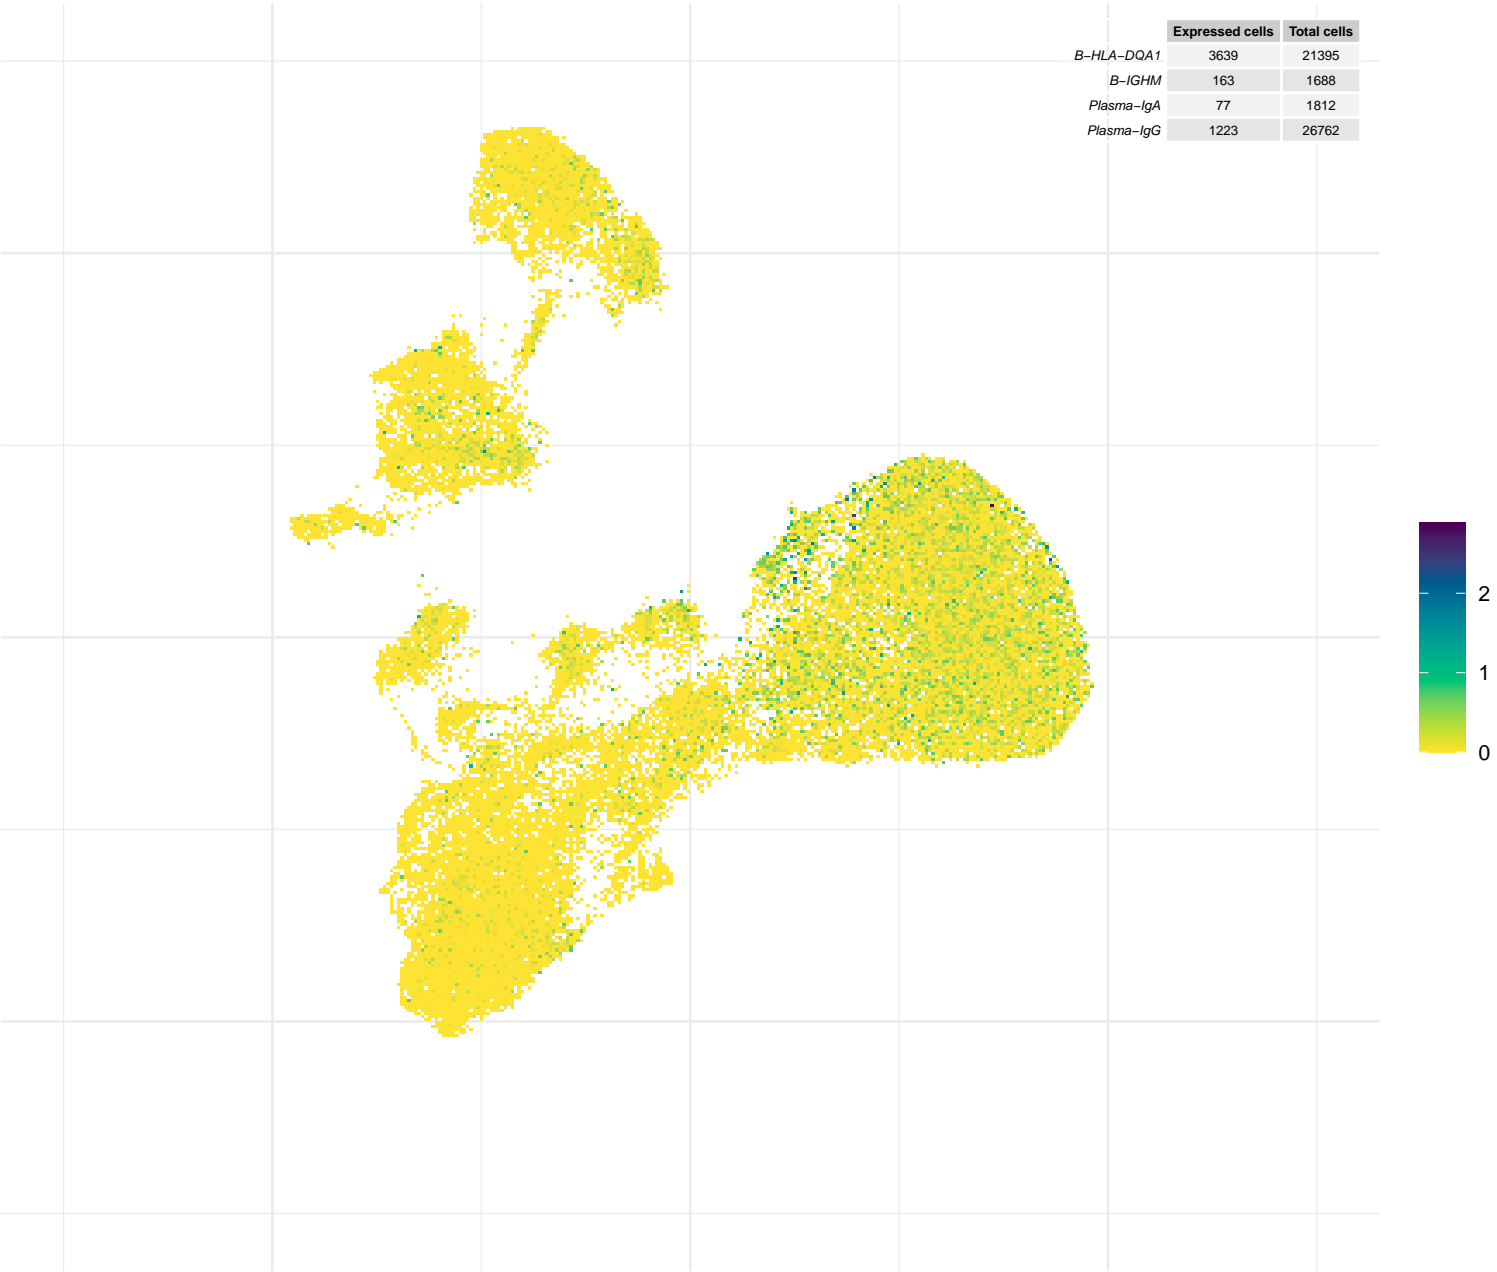 Expressed cells Total cells
B−HLA−DQA1 3639 21395
B−IGHM 163 1688
Plasma−IgA 77 1812
Plasma−IgG 1223 26762
2
1
0